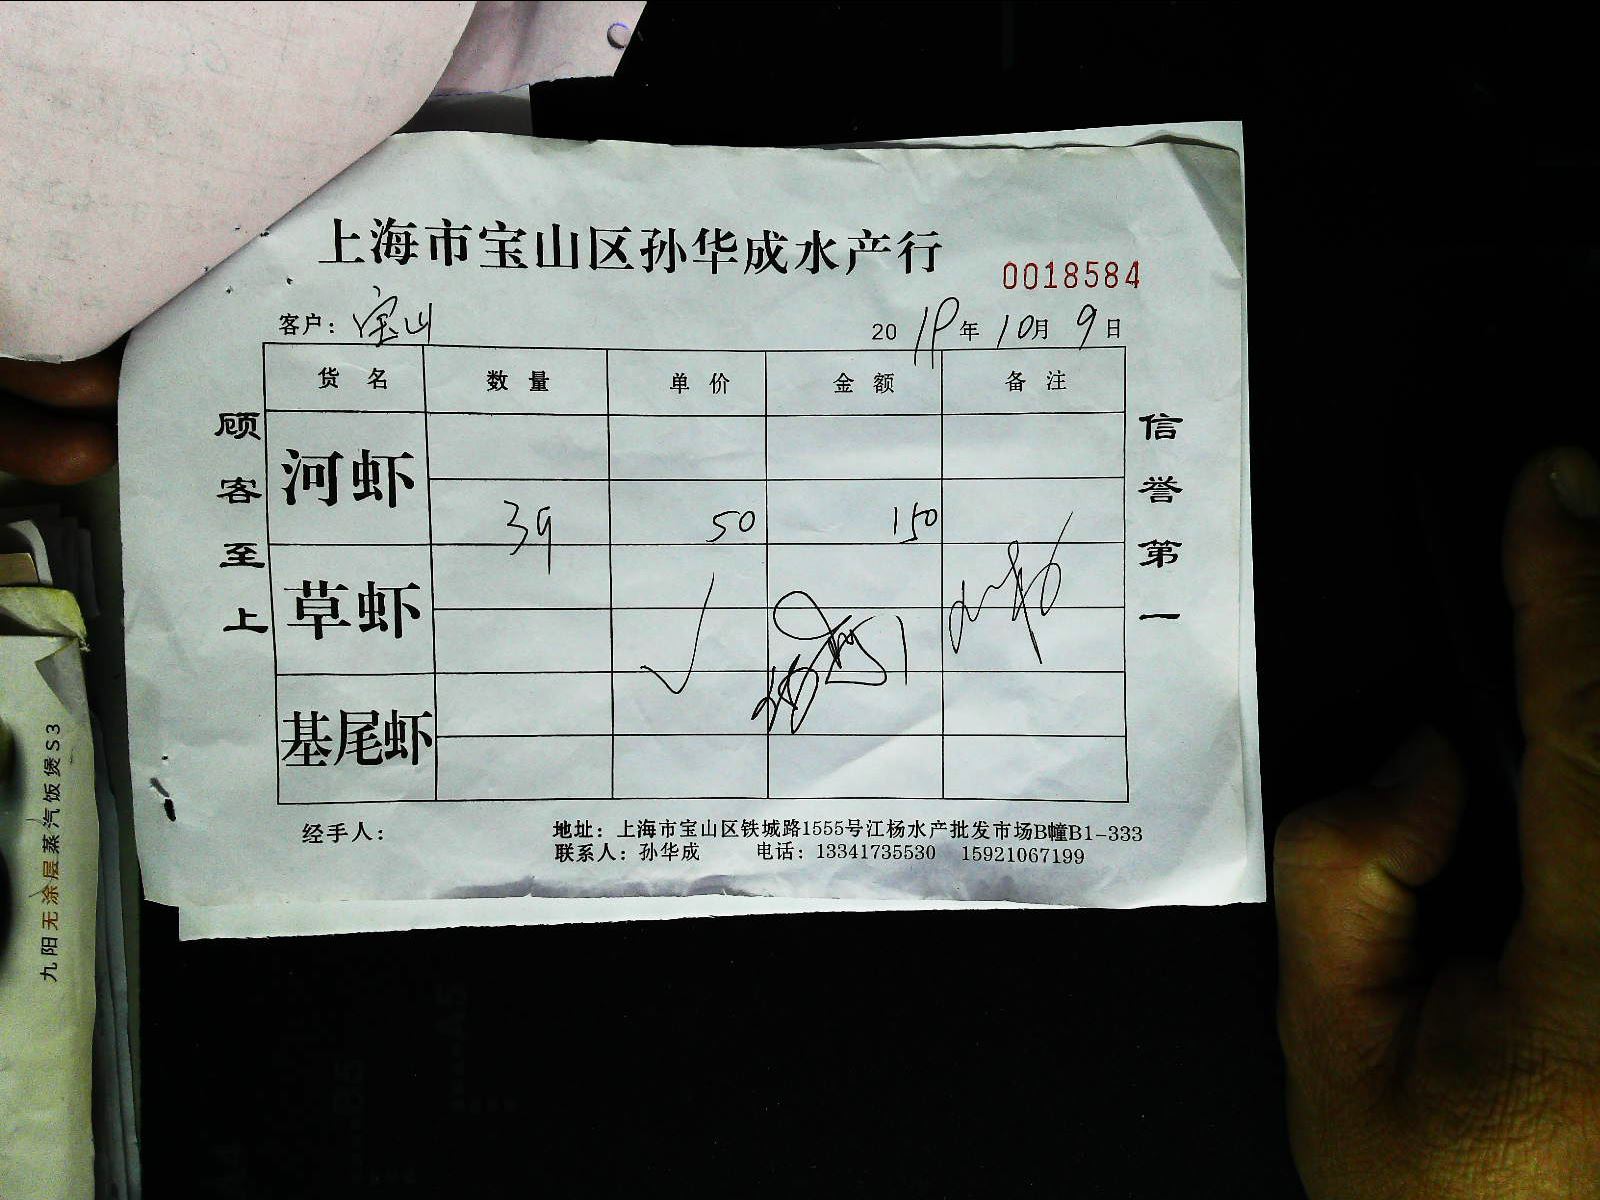 上海市宝山区孙华成水产行
0018584
客户：宝山
2019年10月9日
货名 数量 单价 金额 备注
河虾
39 50 150
草虾
基尾虾
顾客至上
信誉第一
经手人：
地址：上海市宝山区铁城路1555号江杨水产批发市场B幢B1-333
联系人：孙华成 电话：13341735530 15921067199
九阳无涂层蒸汽饭煲S3